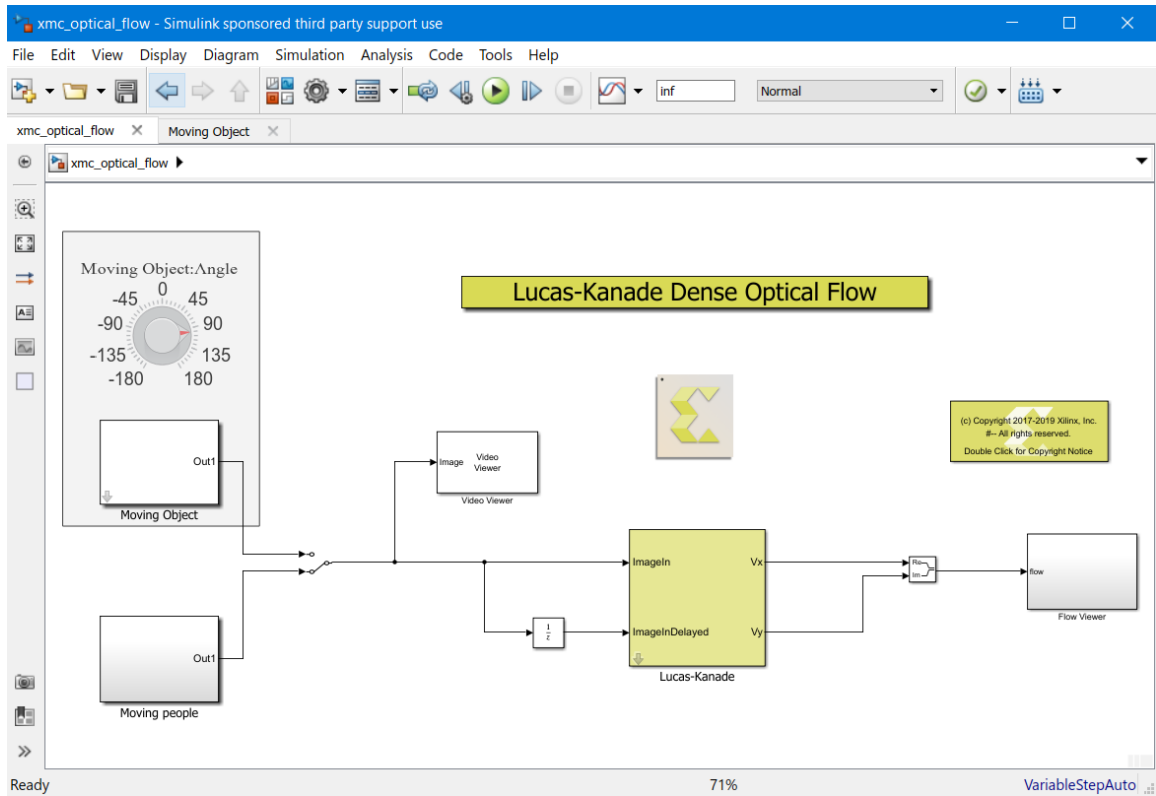 xmc_optical_flow - Simulink sponsored third party support use
File Edit View Display Diagram Simulation Analysis Code Tools Help
inf Normal
xmc_optical_flow Moving Object
xmc_optical_flow
Moving Object:Angle
0
-45 45
-90 90
-135 135
-180 180
Lucas-Kanade Dense Optical Flow
(c) Copyright 2017-2019 Xilinx, Inc.
#-- All rights reserved.
Double Click for Copyright Notice
Out1
Moving Object
Image
Video
Viewer
Video Viewer
ImageIn Vx
ImageInDelayed Vy
Lucas-Kanade
1
z
Re
Im
flow
Flow Viewer
Out1
Moving people
Ready 71% VariableStepAuto